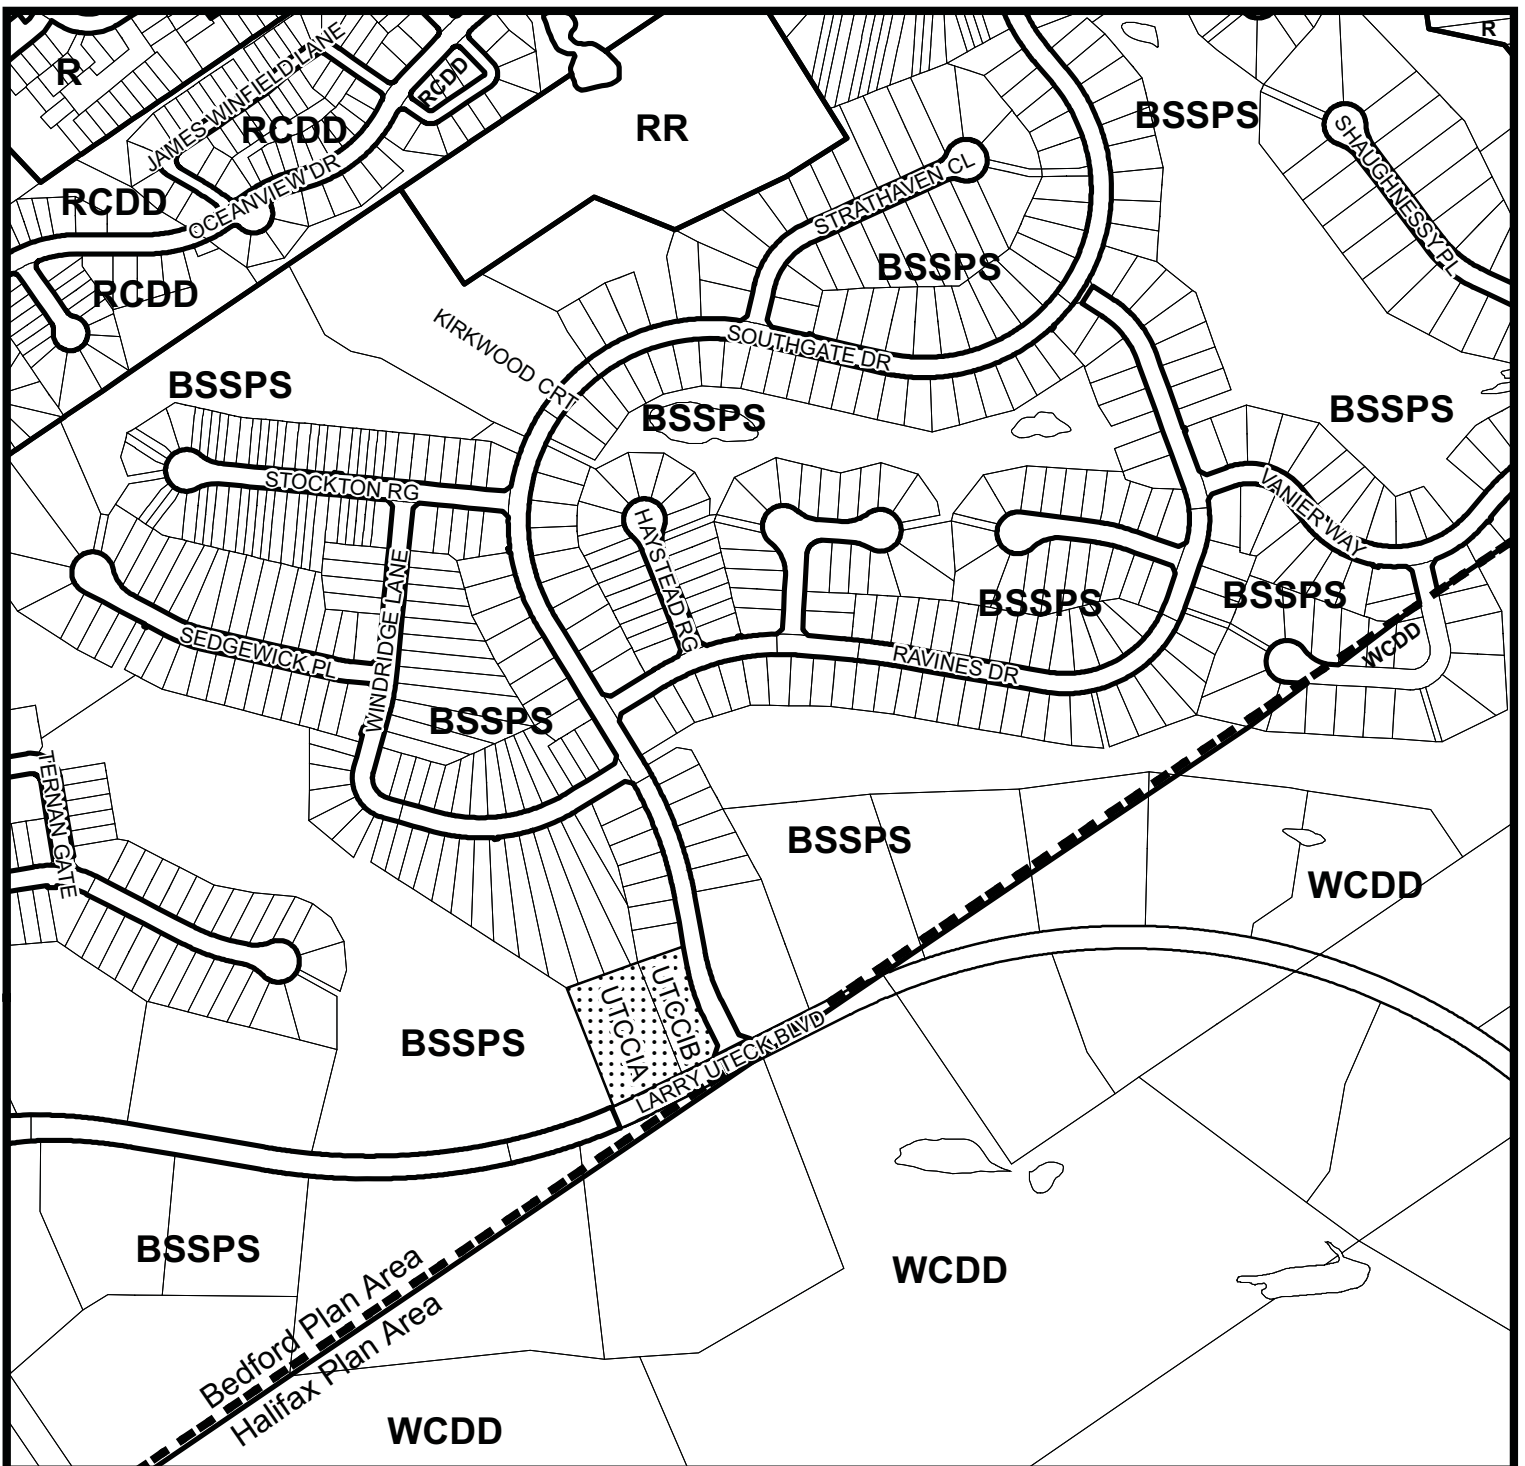 R
R
JAMES WINFIELD LANE
RCDD
RCDD
RR
BSSPS
SHAUGHNESSY PL
STRATHAVEN CL
RCDD
OCEANVIEW DR
BSSPS
RCDD
KIRKWOOD CRT
SOUTHGATE DR
BSSPS
BSSPS
BSSPS
STOCKTON RG
VANIER WAY
HAYSTEAD RG
WINDRIDGE LANE
BSSPS
BSSPS
SEDGEWICK PL
RAVINES DR
WCDD
BSSPS
TERNAN GATE
BSSPS
WCDD
UTCCIA
UTCCIB
BSSPS
LARRY UTECK BLVD
BSSPS
WCDD
Bedford Plan Area
Halifax Plan Area
WCDD